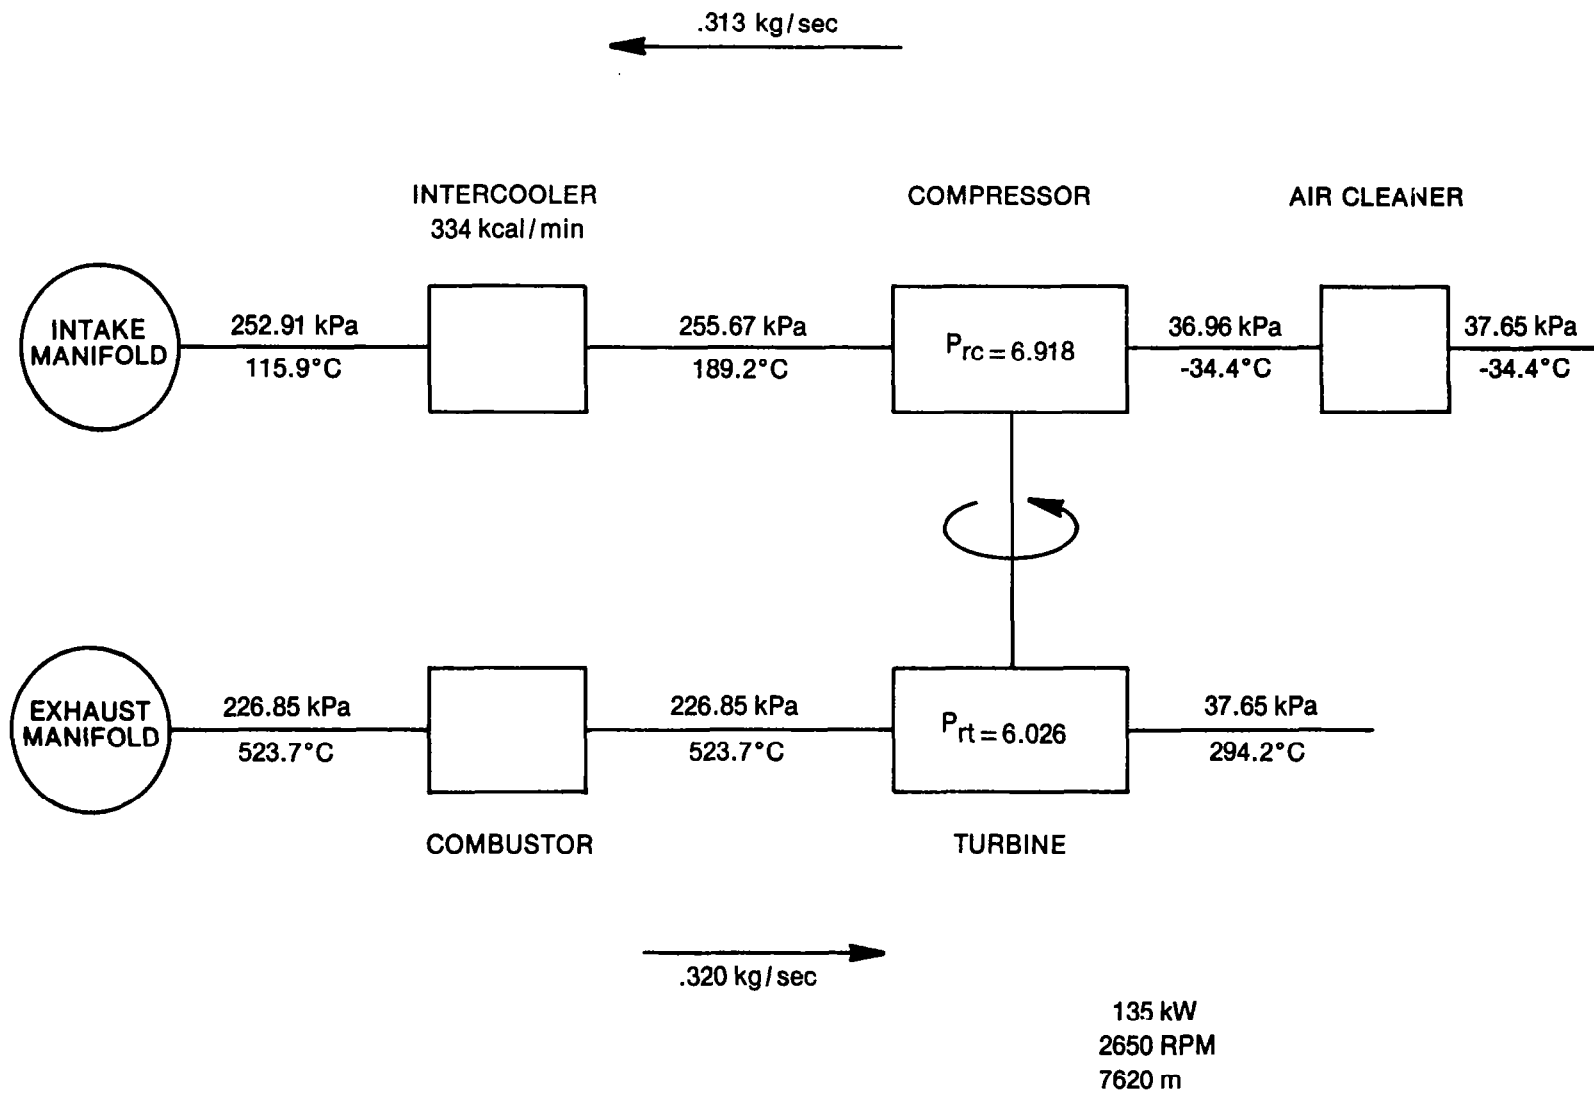 .313 kg/sec
INTERCOOLER
334 kcal/min
COMPRESSOR
AIR CLEANER
INTAKE
MANIFOLD
252.91 kPa
115.9°C
255.67 kPa
189.2°C
Prc = 6.918
36.96 kPa
-34.4°C
37.65 kPa
-34.4°C
EXHAUST
MANIFOLD
226.85 kPa
523.7°C
226.85 kPa
523.7°C
Prt = 6.026
37.65 kPa
294.2°C
COMBUSTOR
TURBINE
.320 kg/sec
135 kW
2650 RPM
7620 m